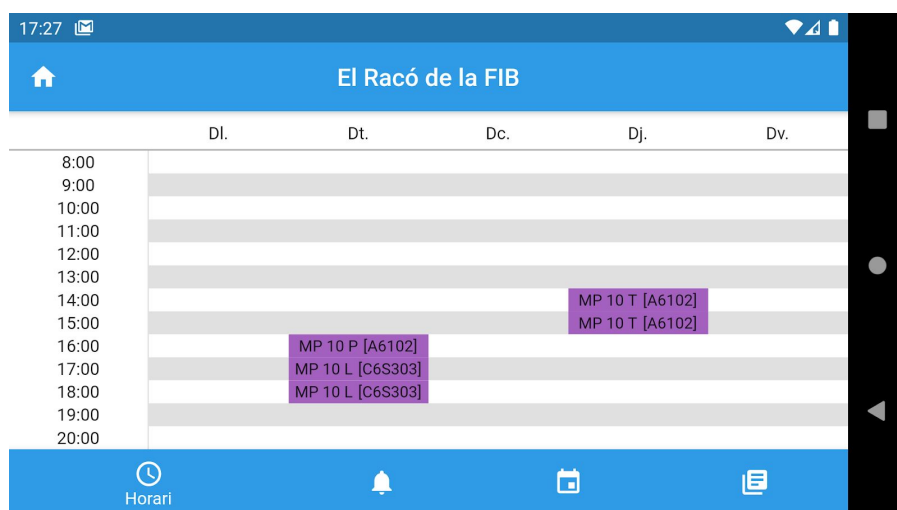 17:27
El Racó de la FIB
Dl. Dt. Dc. Dj. Dv.
8:00
9:00
10:00
11:00
12:00
13:00
14:00 MP 10 T [A6102]
15:00 MP 10 T [A6102]
16:00 MP 10 P [A6102]
17:00 MP 10 L [C6S303]
18:00 MP 10 L [C6S303]
19:00
20:00
Horari